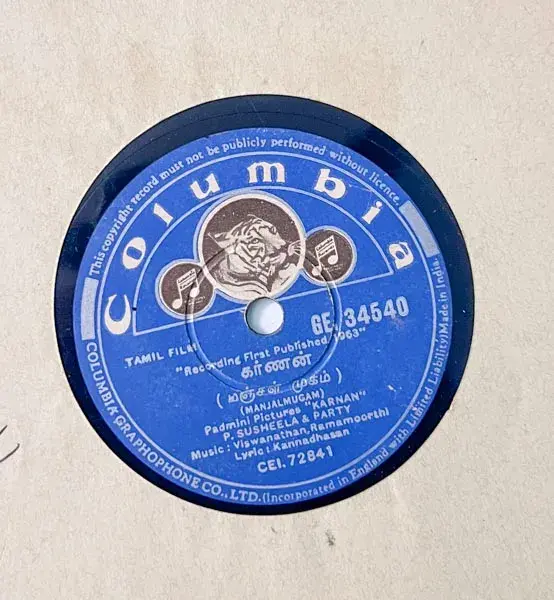 This copyright record must not be publicly performed without licence.
Columbia
GE. 34540
TAMIL FILM
"Recording First Published 1963"
கர்ணன்
(மஞ்சள் முகம்)
(MANJALMUGAM)
Padmini Pictures "KARNAN"
P. SUSHEELA & PARTY
Music: Viswanathan, Ramamoorthi
Lyric: Kannadhasan
CEI. 72841
COLUMBIA GRAPHOPHONE CO., LTD. (Incorporated in England with Limited Liability) Made in India.